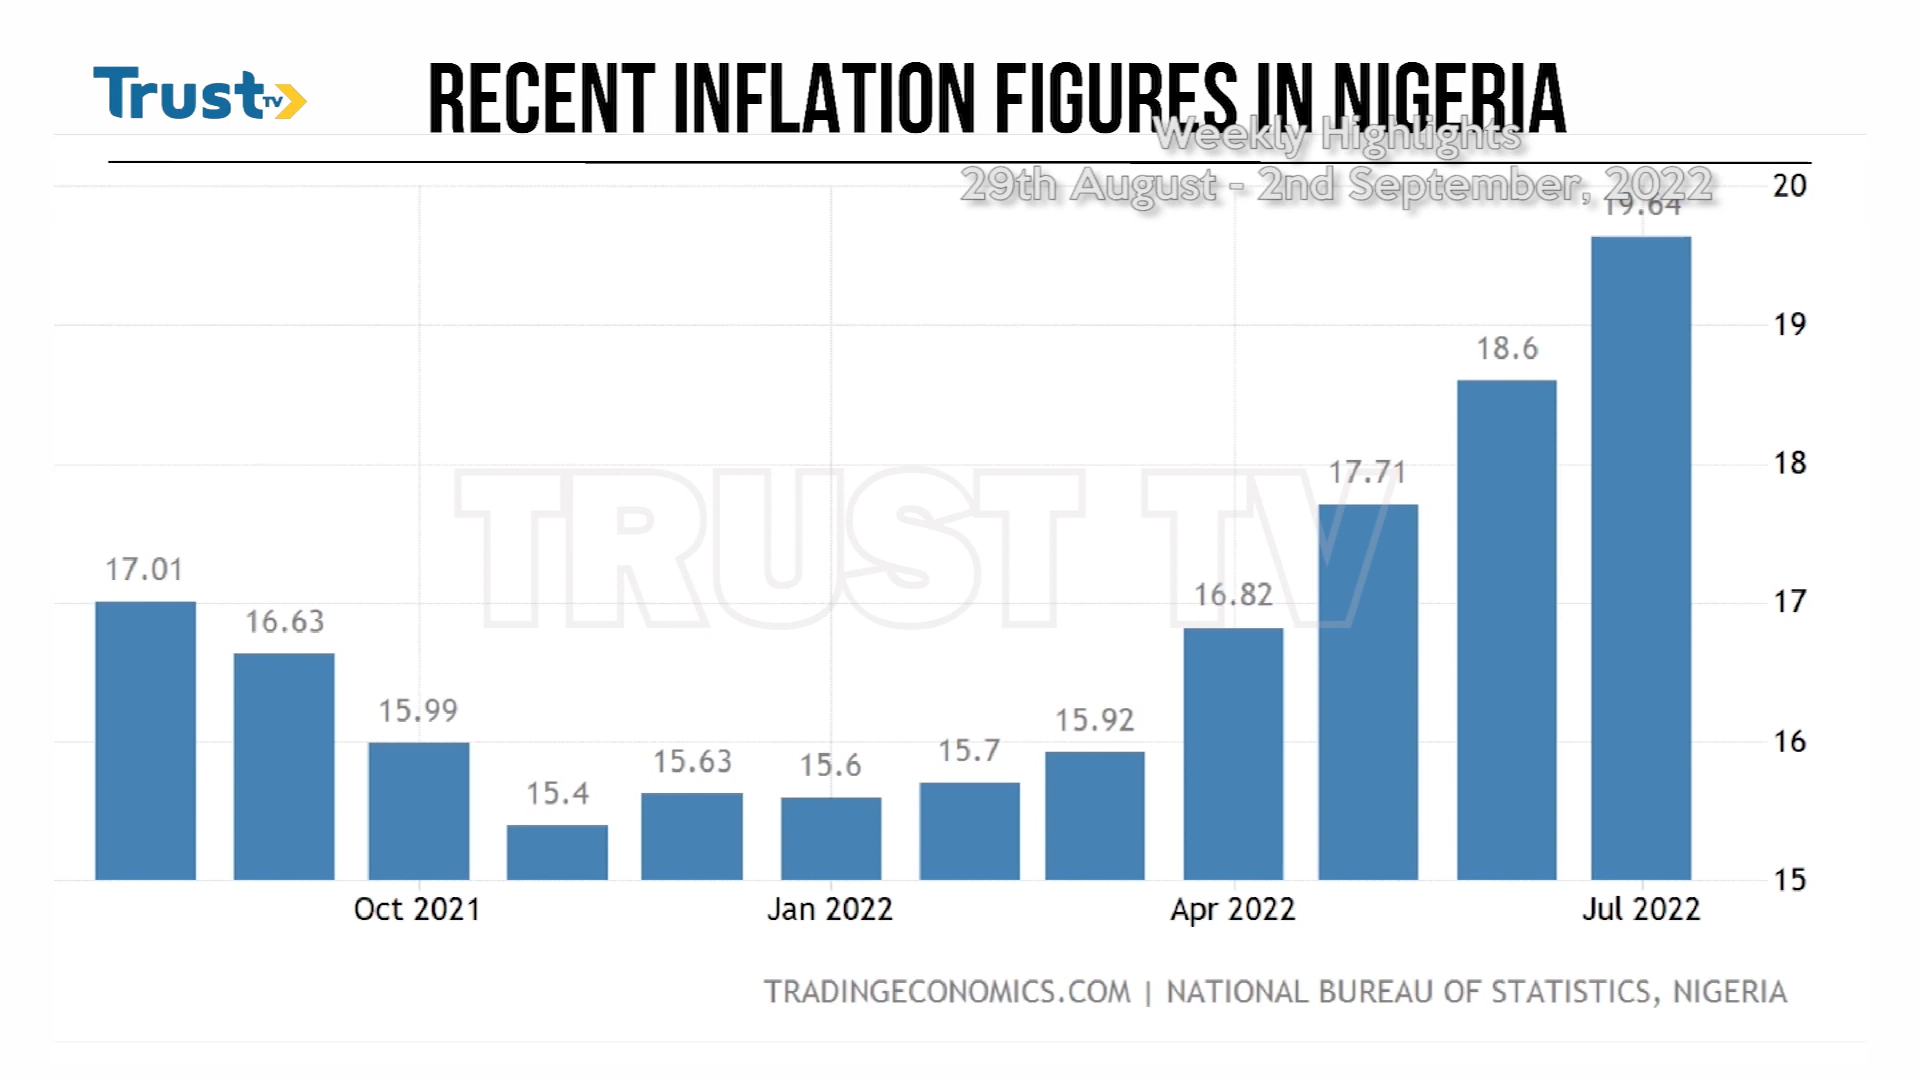 Trust TV
RECENT INFLATION FIGURES IN NIGERIA
Weekly Highlights
29th August - 2nd September, 2022
20
19.64
19
18.6
18
17.71
TRUST TV
17.01
17
16.82
16.63
15.99
15.92
16
15.7
15.63
15.6
15.4
15
Oct 2021
Jan 2022
Apr 2022
Jul 2022
TRADINGECONOMICS.COM | NATIONAL BUREAU OF STATISTICS, NIGERIA